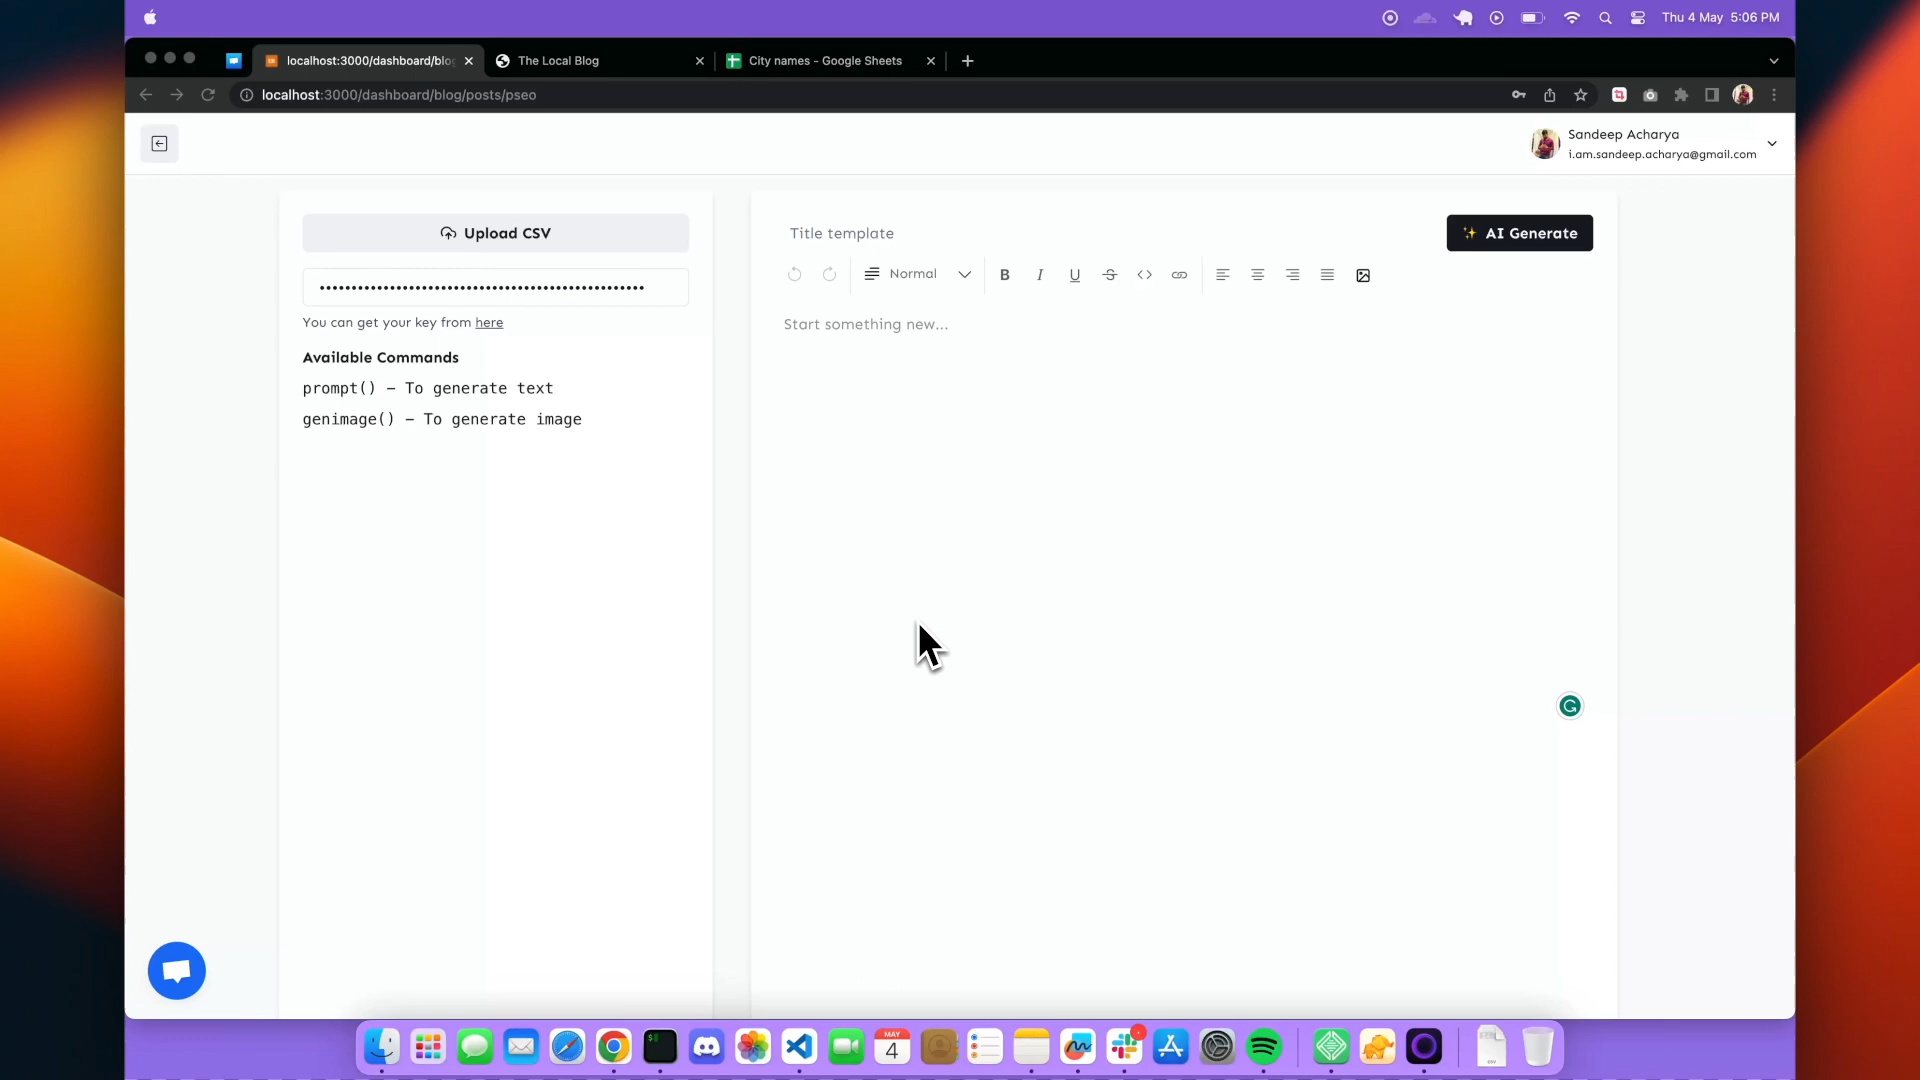 Thu 4 May 5:06 PM
localhost:3000/dashboard/blog
The Local Blog
City names - Google Sheets
localhost:3000/dashboard/blog/posts/pseo
Sandeep Acharya
i.am.sandeep.acharya@gmail.com
Upload CSV
Title template
AI Generate
Normal
B
I
U
S
••••••••••••••••••••••••••••••••••••••••••••••••••••
You can get your key from here
Start something new...
Available Commands
prompt() – To generate text
genimage() – To generate image
MAY
4
CSV